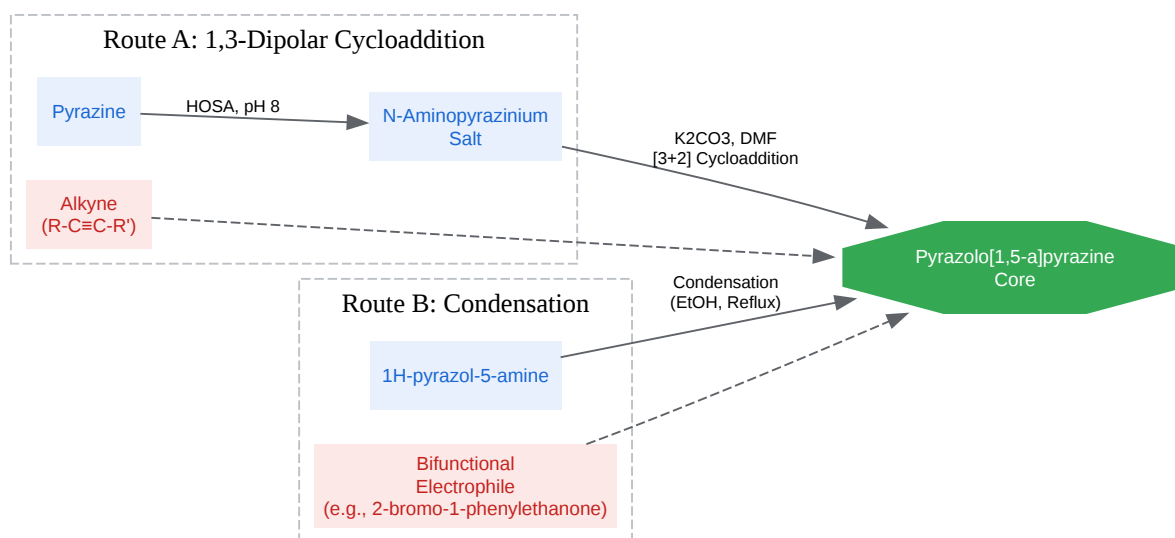 Route A: 1,3-Dipolar Cycloaddition
Pyrazine
HOSA, pH 8
N-Aminopyrazinium
Salt
K2CO3, DMF
[3+2] Cycloaddition
Alkyne
(R-C≡C-R')
Pyrazolo[1,5-a]pyrazine
Core
Route B: Condensation
Condensation
(EtOH, Reflux)
1H-pyrazol-5-amine
Bifunctional
Electrophile
(e.g., 2-bromo-1-phenylethanone)